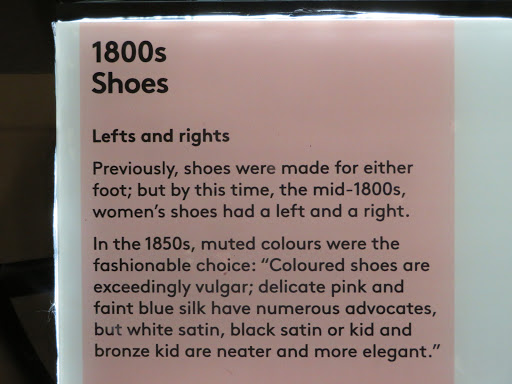 1800s
Shoes
Lefts and rights
Previously, shoes were made for either
foot; but by this time, the mid-1800s,
women’s shoes had a left and a right.
In the 1850s, muted colours were the
fashionable choice: “Coloured shoes are
exceedingly vulgar; delicate pink and
faint blue silk have numerous advocates,
but white satin, black satin or kid and
bronze kid are neater and more elegant.”